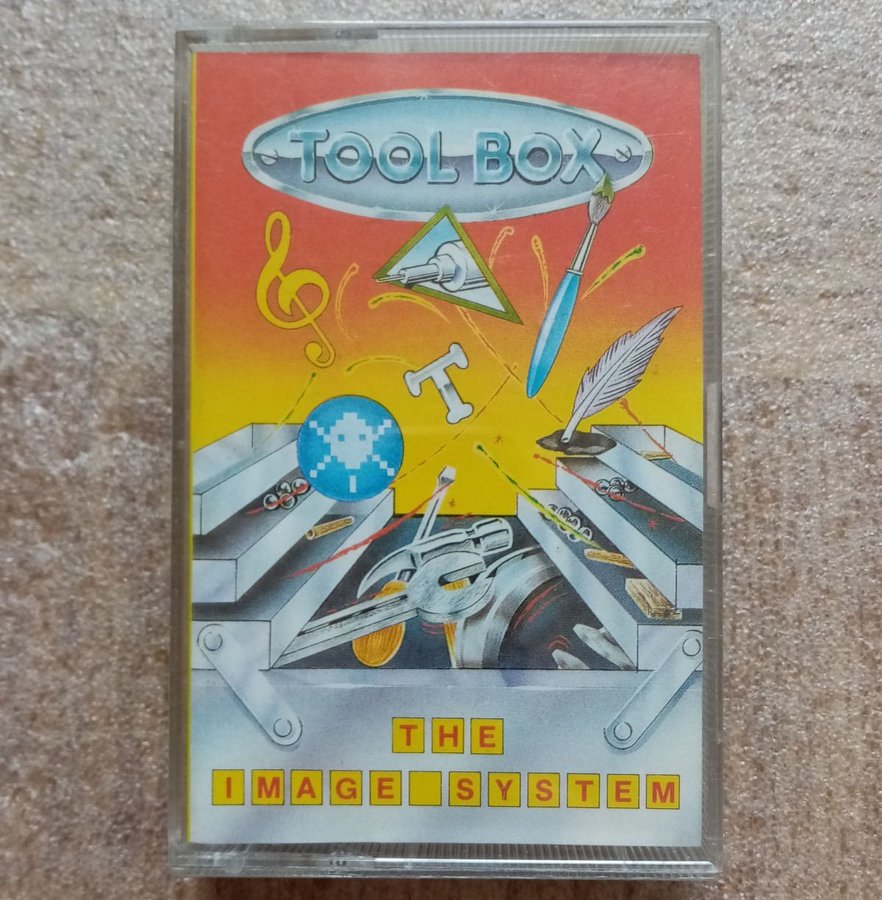 TOOL BOX
T
THE
IMAGE SYSTEM